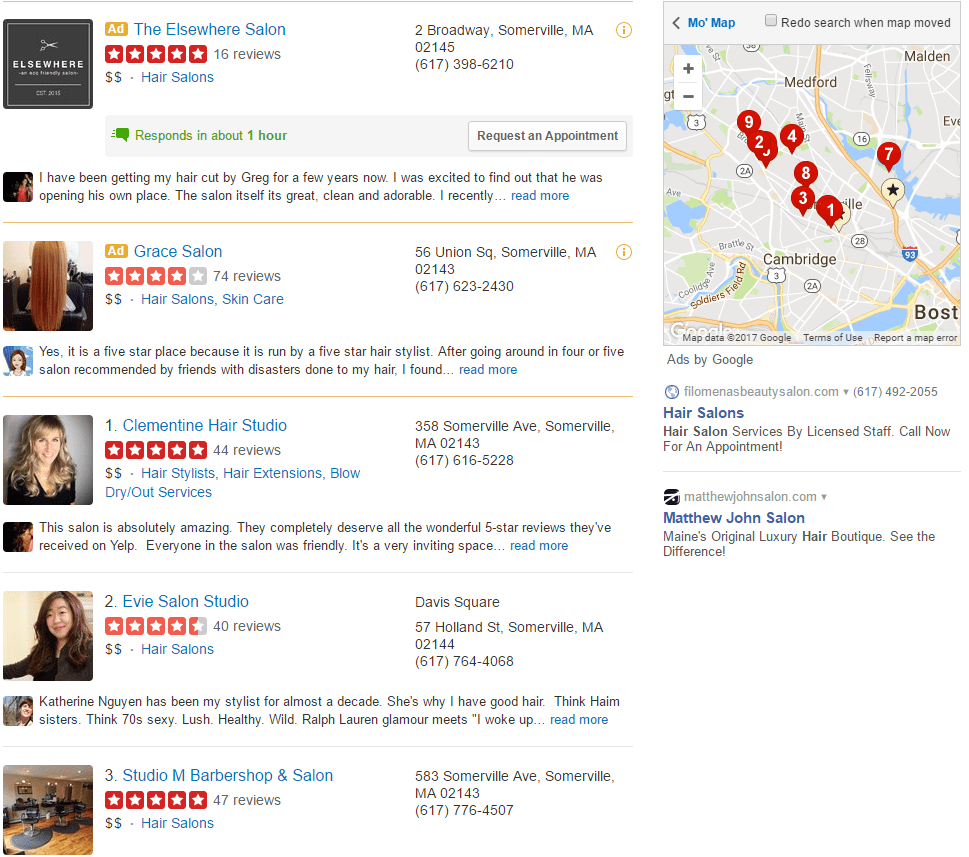 ELSEWHERE
-an eco friendly salon-
EST. 2015
Ad The Elsewhere Salon
16 reviews
$$ · Hair Salons
2 Broadway, Somerville, MA
02145
(617) 398-6210
Responds in about 1 hour
Request an Appointment
I have been getting my hair cut by Greg for a few years now. I was excited to find out that he was
opening his own place. The salon itself its great, clean and adorable. I recently… read more
Ad Grace Salon
74 reviews
$$ · Hair Salons, Skin Care
56 Union Sq, Somerville, MA
02143
(617) 623-2430
Yes, it is a five star place because it is run by a five star hair stylist. After going around in four or five
salon recommended by friends with disasters done to my hair, I found… read more
1. Clementine Hair Studio
44 reviews
$$ · Hair Stylists, Hair Extensions, Blow
Dry/Out Services
358 Somerville Ave, Somerville,
MA 02143
(617) 616-5228
This salon is absolutely amazing. They completely deserve all the wonderful 5-star reviews they've
received on Yelp.  Everyone in the salon was friendly. It's a very inviting space… read more
2. Evie Salon Studio
40 reviews
$$ · Hair Salons
Davis Square
57 Holland St, Somerville, MA
02144
(617) 764-4068
Katherine Nguyen has been my stylist for almost a decade. She's why I have good hair.  Think Haim
sisters. Think 70s sexy. Lush. Healthy. Wild. Ralph Lauren glamour meets "I woke up… read more
3. Studio M Barbershop & Salon
47 reviews
$$ · Hair Salons
583 Somerville Ave, Somerville,
MA 02143
(617) 776-4507
Mo' Map
Redo search when map moved
+
−
Malden
Medford
Fellsway
Main St
3
16
9
2
4
7
2A
8
3
1
28
93
Ave
Brattle St
Cambridge
3
2A
Coolidge Ave
Soldiers Field Rd
Bost
Google
Map data ©2017 Google
Terms of Use
Report a map error
Ads by Google
filomenasbeautysalon.com ▾ (617) 492-2055
Hair Salons
Hair Salon Services By Licensed Staff. Call Now
For An Appointment!
matthewjohnsalon.com ▾
Matthew John Salon
Maine's Original Luxury Hair Boutique. See the
Difference!